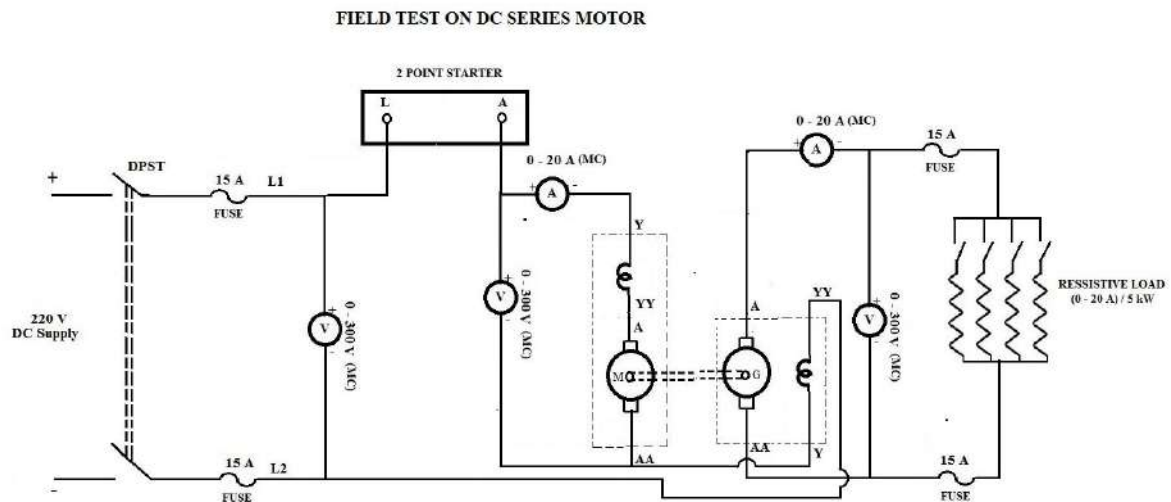 FIELD TEST ON DC SERIES MOTOR
2 POINT STARTER
L
A
0 - 20 A (MC)
+
A
-
15 A
FUSE
DPST
+
15 A
FUSE
L1
0 - 20 A (MC)
+
A
-
Y
YY
A
M
AA
+
V
-
0 - 300 V (MC)
+
V
-
0 - 300 V (MC)
220 V
DC Supply
A
G
AA
YY
Y
+
V
-
0 - 300 V (MC)
RESSISTIVE LOAD
(0 - 20 A) / 5 kW
-
15 A
FUSE
L2
15 A
FUSE